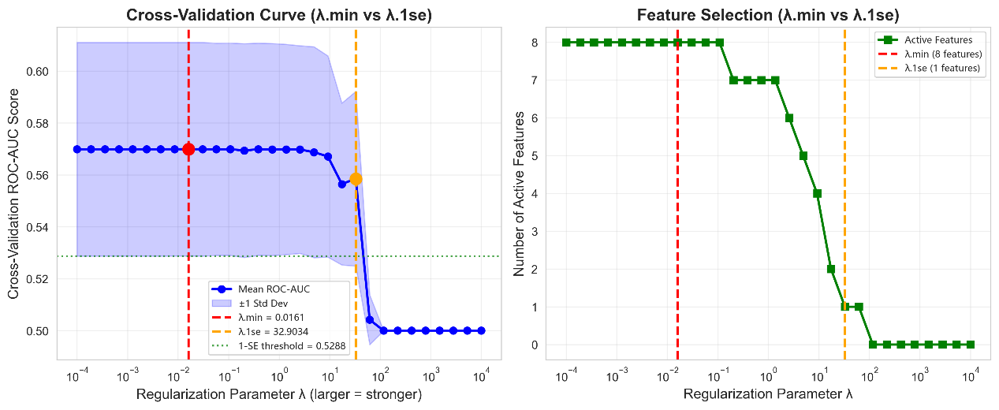 Cross-Validation Curve (λ.min vs λ.1se)
Cross-Validation ROC-AUC Score
0.60
0.58
0.56
0.54
0.52
0.50
Mean ROC-AUC
±1 Std Dev
λ.min = 0.0161
λ.1se = 32.9034
1-SE threshold = 0.5288
10⁻⁴ 10⁻³ 10⁻² 10⁻¹ 10⁰ 10¹ 10² 10³ 10⁴
Regularization Parameter λ (larger = stronger)
Feature Selection (λ.min vs λ.1se)
Number of Active Features
8
7
6
5
4
3
2
1
0
Active Features
λ.min (8 features)
λ.1se (1 features)
10⁻⁴ 10⁻³ 10⁻² 10⁻¹ 10⁰ 10¹ 10² 10³ 10⁴
Regularization Parameter λ